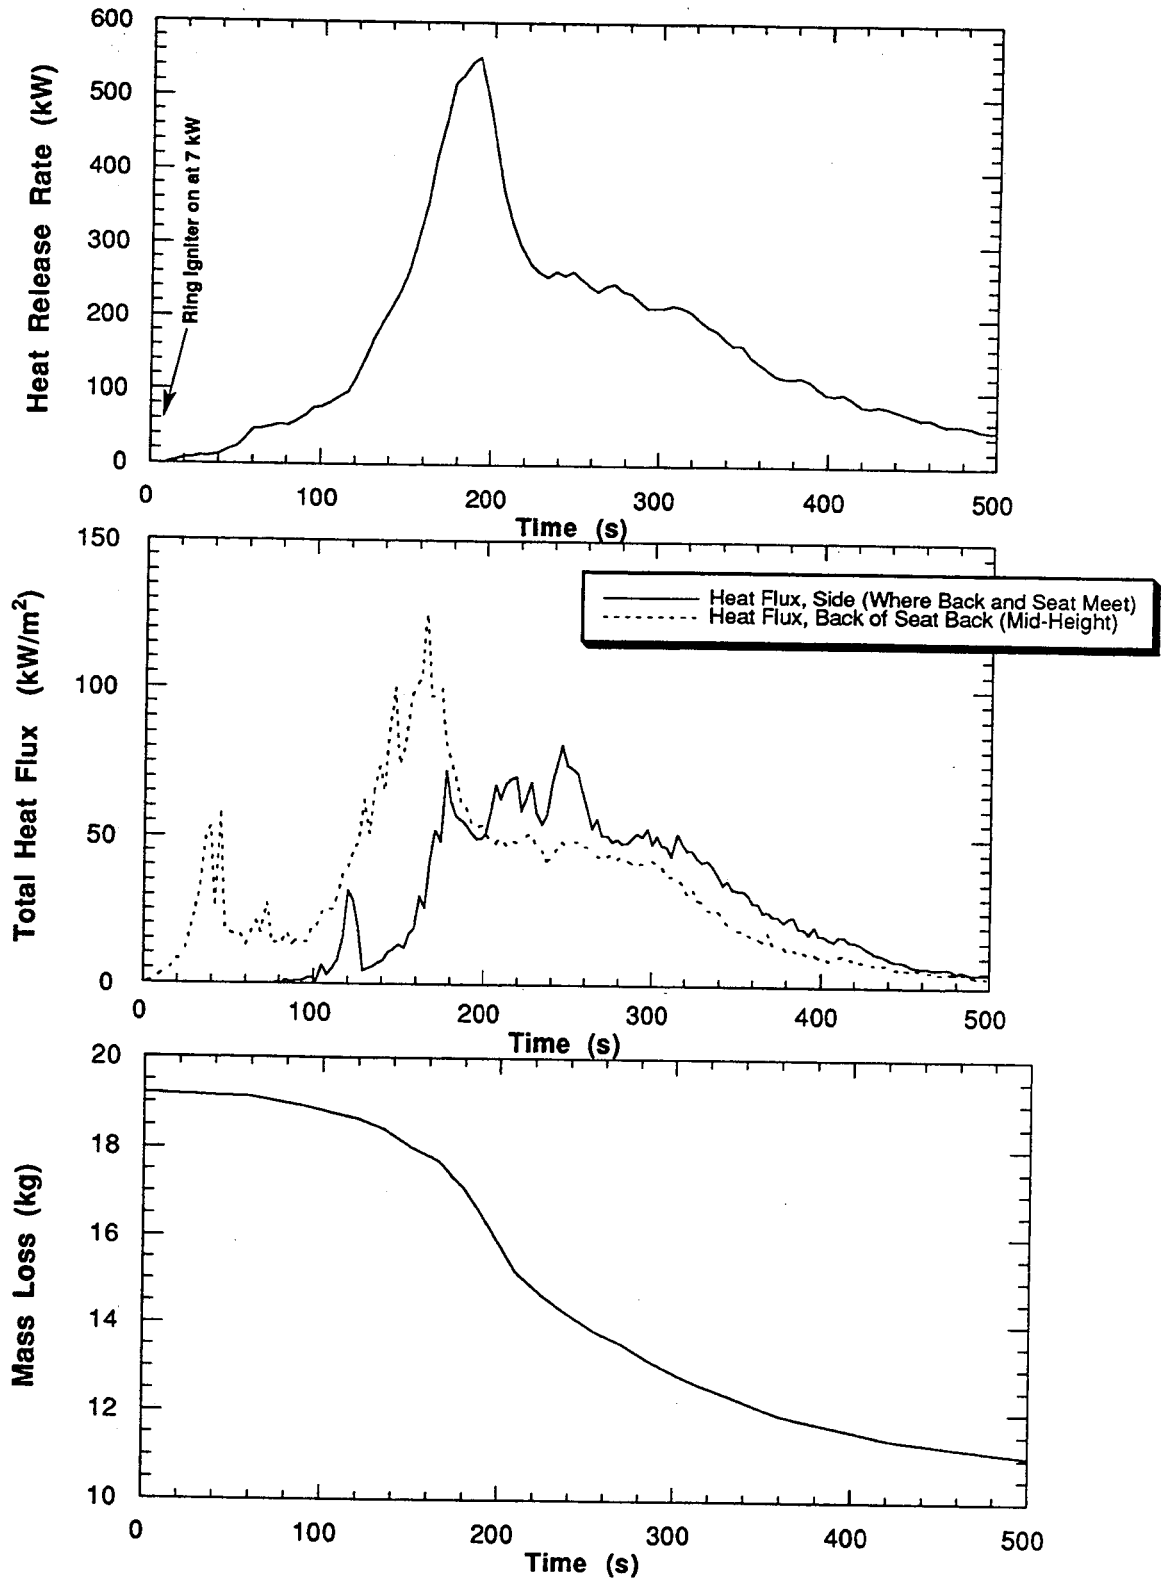 600
500
400
300
200
100
0
Heat Release Rate (kW)
Ring Igniter on at 7 kW
0 100 200 300 400 500
Time (s)
150
100
50
0
Total Heat Flux (kW/m²)
Heat Flux, Side (Where Back and Seat Meet)
Heat Flux, Back of Seat Back (Mid-Height)
0 100 200 300 400 500
Time (s)
20
18
16
14
12
10
Mass Loss (kg)
0 100 200 300 400 500
Time (s)